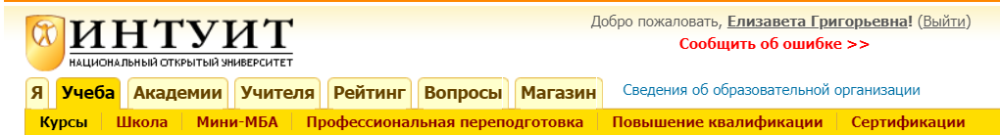 ИНТУИТ
НАЦИОНАЛЬНЫЙ ОТКРЫТЫЙ УНИВЕРСИТЕТ
Добро пожаловать, Елизавета Григорьевна! (Выйти)
Сообщить об ошибке >>
Я Учеба Академии Учителя Рейтинг Вопросы Магазин Сведения об образовательной организации
Курсы Школа Мини-МБА Профессиональная переподготовка Повышение квалификации Сертификации